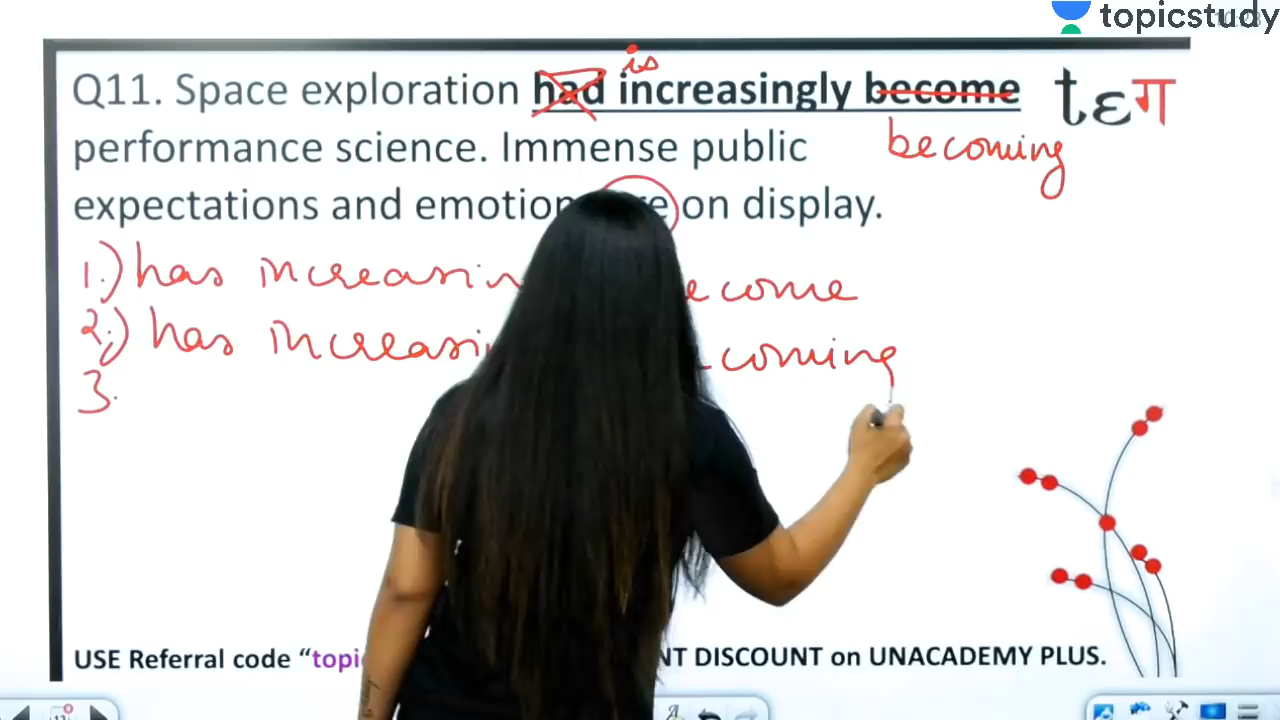 topicstudy
is
Q11. Space exploration had increasingly become
tεग
performance science. Immense public
becoming
expectations and emotion on display.
1.) has increasin ecome
2.) has increasi coming
3.
USE Referral code “topi NT DISCOUNT on UNACADEMY PLUS.